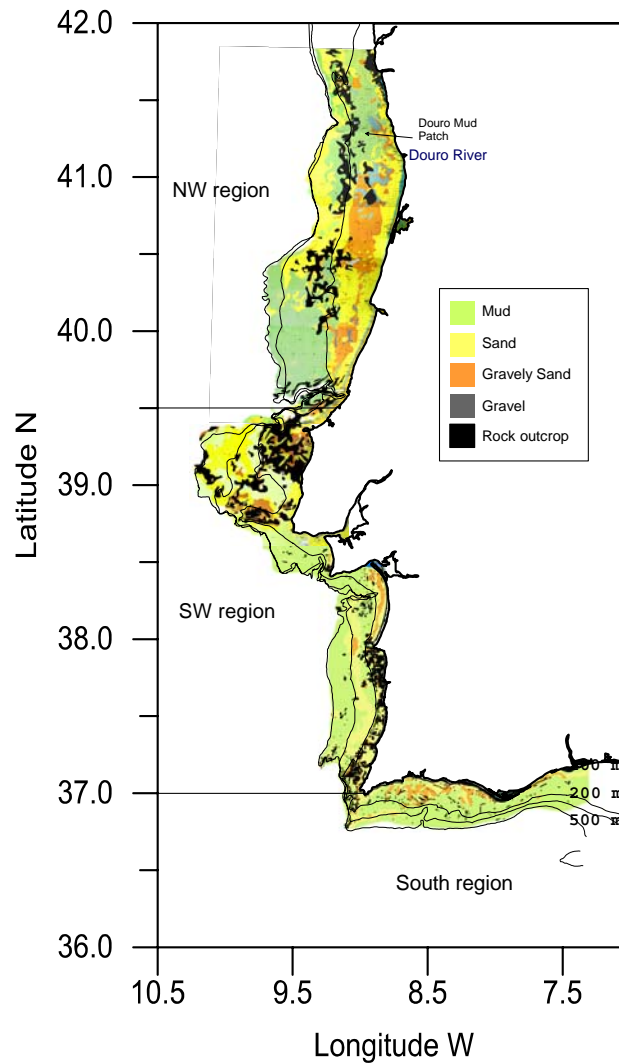 42.0
Douro Mud
Patch
Douro River
41.0
NW region
Mud
40.0
Sand
Gravely Sand
Gravel
Rock outcrop
39.0
Latitude N
SW region
38.0
37.0
200 m
500 m
South region
36.0
10.5 9.5 8.5 7.5
Longitude W